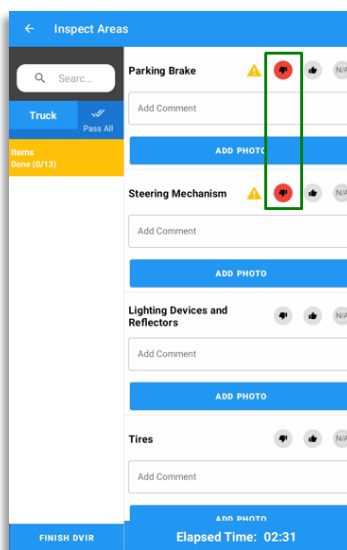 Inspect Areas
Searc...
Truck
Pass All
Items
Done (0/13)
Parking Brake
N/A
Add Comment
ADD PHOTO
Steering Mechanism
N/A
Add Comment
ADD PHOTO
Lighting Devices and
Reflectors
N/A
Add Comment
ADD PHOTO
Tires
N/A
Add Comment
ADD PHOTO
FINISH DVIR
Elapsed Time: 02:31